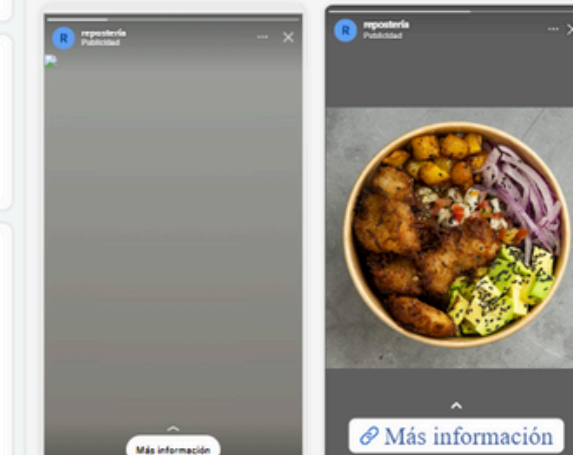 R repostería
Publicidad
Más información
R repostería
Publicidad
Más información